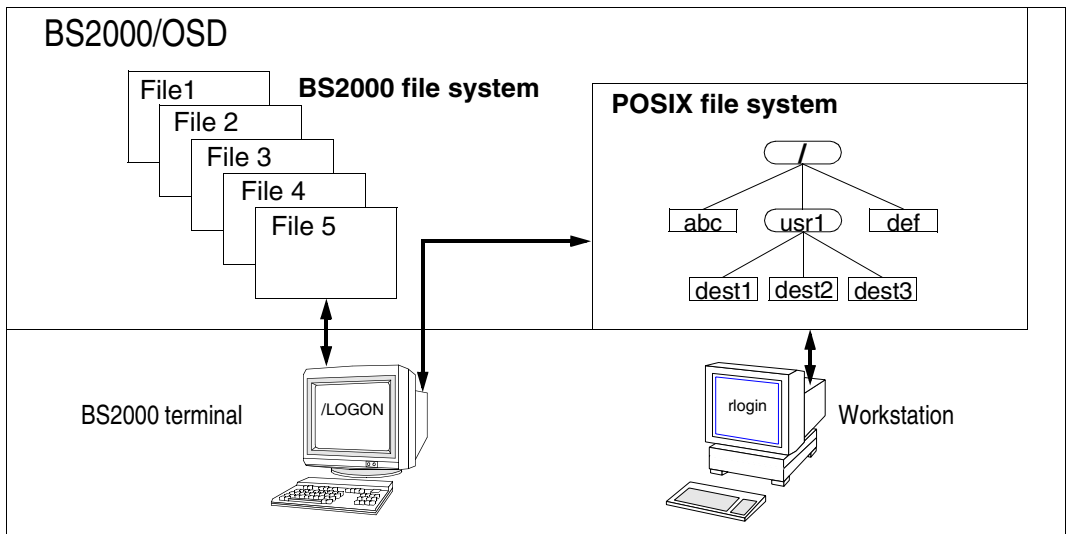 BS2000/OSD
File1
File 2
File 3
File 4
File 5
BS2000 file system
POSIX file system
/
abc
usr1
def
dest1
dest2
dest3
BS2000 terminal
/LOGON
rlogin
Workstation